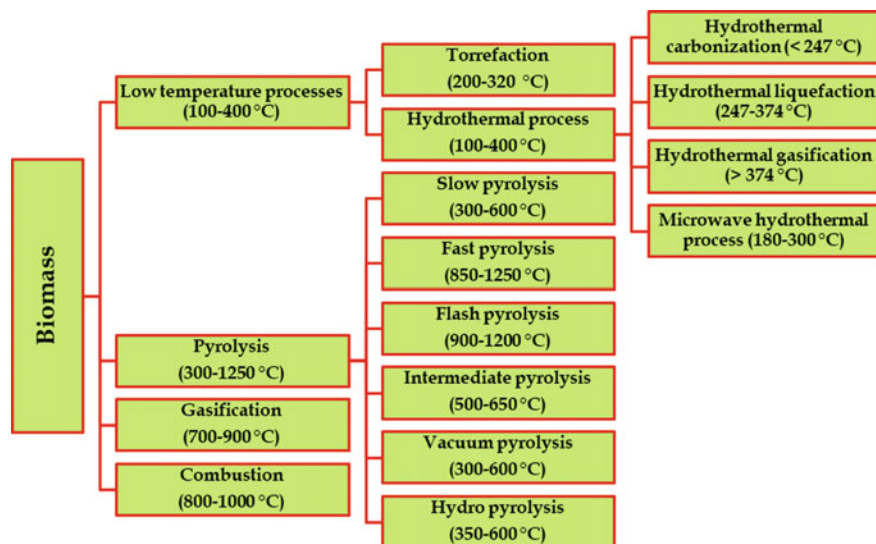 Biomass
Low temperature processes
(100-400 °C)
Pyrolysis
(300-1250 °C)
Gasification
(700-900 °C)
Combustion
(800-1000 °C)
Torrefaction
(200-320 °C)
Hydrothermal process
(100-400 °C)
Slow pyrolysis
(300-600 °C)
Fast pyrolysis
(850-1250 °C)
Flash pyrolysis
(900-1200 °C)
Intermediate pyrolysis
(500-650 °C)
Vacuum pyrolysis
(300-600 °C)
Hydro pyrolysis
(350-600 °C)
Hydrothermal
carbonization (< 247 °C)
Hydrothermal liquefaction
(247-374 °C)
Hydrothermal gasification
(> 374 °C)
Microwave hydrothermal
process (180-300 °C)